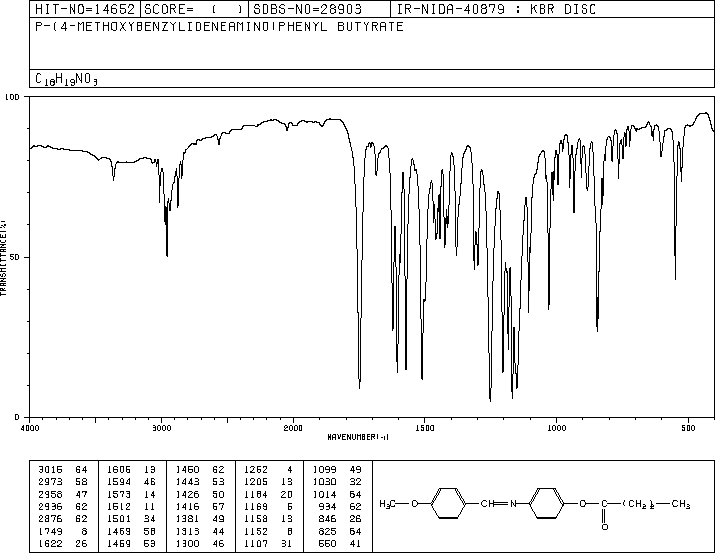 HIT-NO=14652 SCORE= ( ) SDBS-NO=28903 IR-NIDA-40879 : KBR DISC
P-(4-METHOXYBENZYLIDENEAMINO)PHENYL BUTYRATE
C18H19NO3
100
50
0
TRANSMITTANCE(%)
4000 3000 2000 1500 1000 500
WAVENUMBER(-1)
3015 64 1606 13 1460 62 1252 4 1099 49
2973 58 1594 46 1443 53 1205 13 1030 32
2958 47 1573 14 1426 50 1184 20 1014 64
2936 62 1512 11 1416 57 1169 5 934 62
2876 62 1501 34 1381 49 1158 13 846 26
1749 8 1469 58 1313 44 1152 8 825 64
1622 26 1459 53 1300 46 1107 31 550 41
H3C—O CH=N O—C—(CH2)2—CH3
O